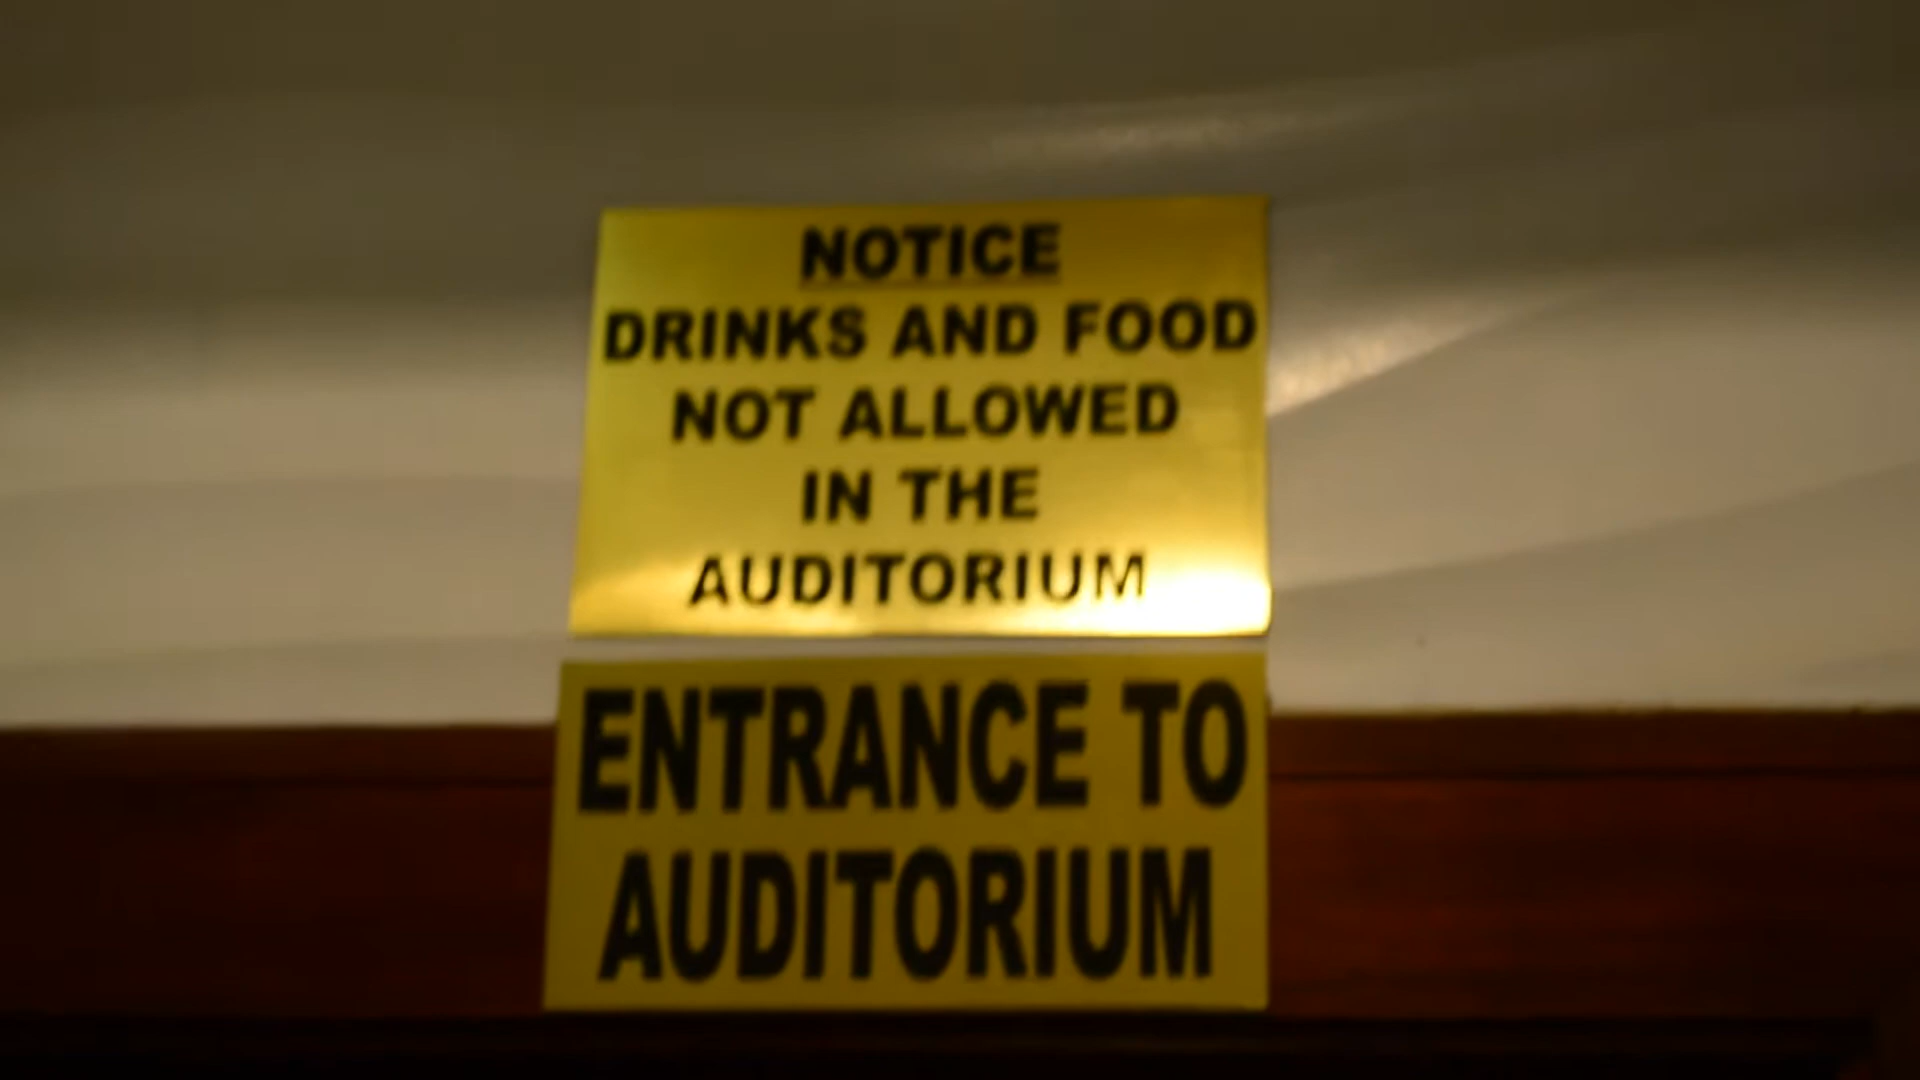 NOTICE
DRINKS AND FOOD
NOT ALLOWED
IN THE
AUDITORIUM
ENTRANCE TO
AUDITORIUM